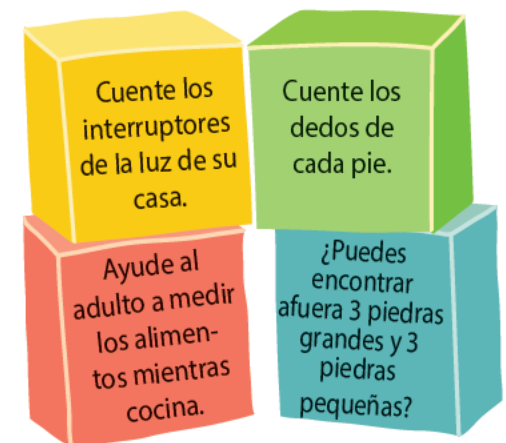 Cuente los
interruptores
de la luz de su
casa.
Cuente los
dedos de
cada pie.
Ayude al
adulto a medir
los alimen-
tos mientras
cocina.
¿Puedes
encontrar
afuera 3 piedras
grandes y 3
piedras
pequeñas?